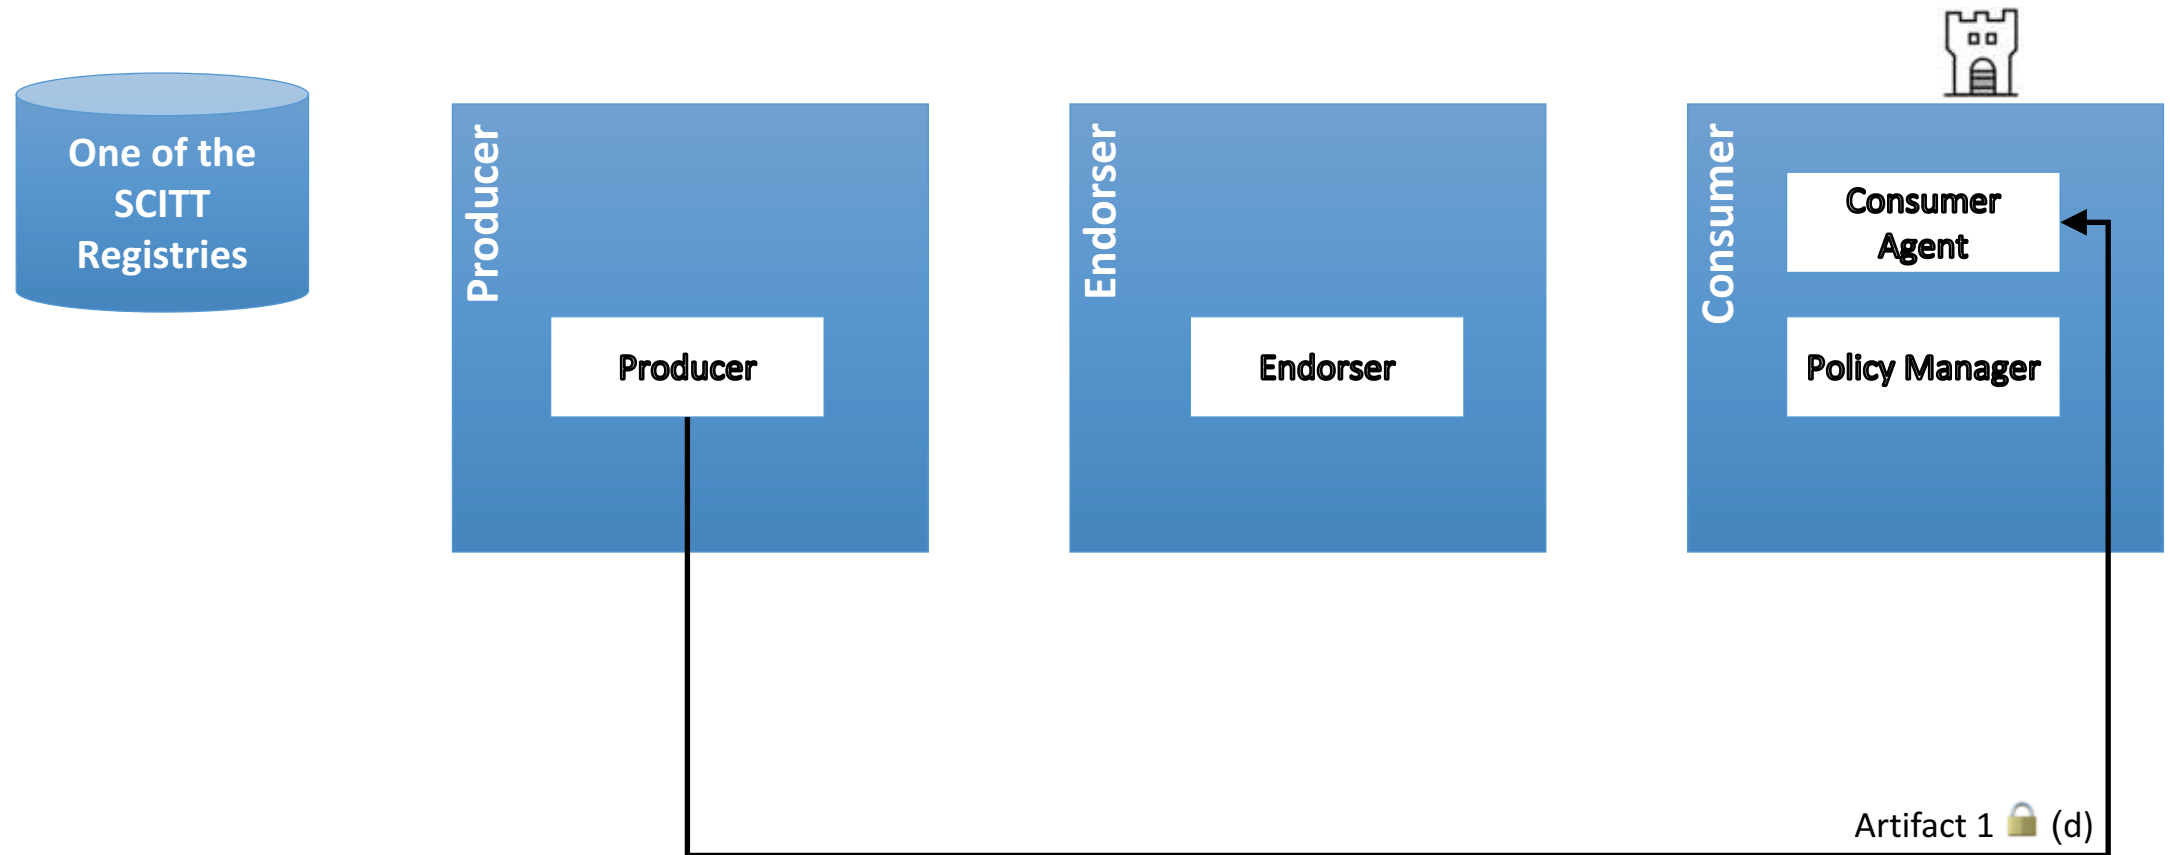 One of the
SCITT
Registries
Producer
Producer
Endorser
Endorser
Consumer
Consumer
Agent
Policy Manager
Artifact 1 🔒 (d)